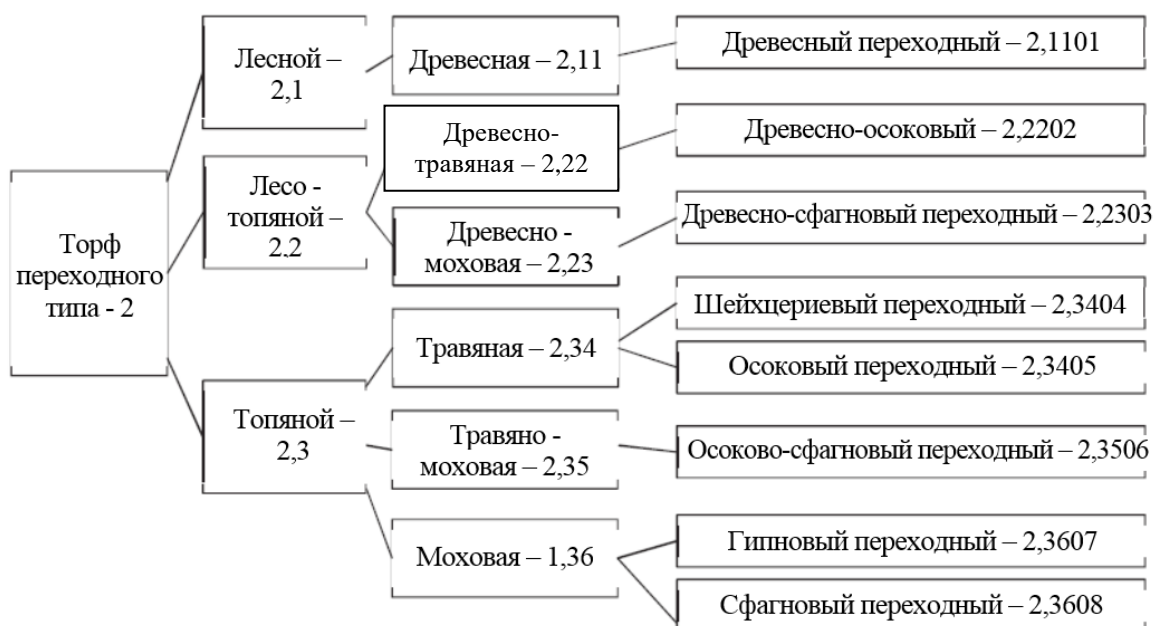 Торф
переходного
типа - 2
Лесной –
2,1
Лесо -
топяной –
2,2
Топяной –
2,3
Древесная – 2,11
Древесно-
травяная – 2,22
Древесно -
моховая – 2,23
Травяная – 2,34
Травяно -
моховая – 2,35
Моховая – 1,36
Древесный переходный – 2,1101
Древесно-осоковый – 2,2202
Древесно-сфагновый переходный – 2,2303
Шейхцериевый переходный – 2,3404
Осоковый переходный – 2,3405
Осоково-сфагновый переходный – 2,3506
Гипновый переходный – 2,3607
Сфагновый переходный – 2,3608